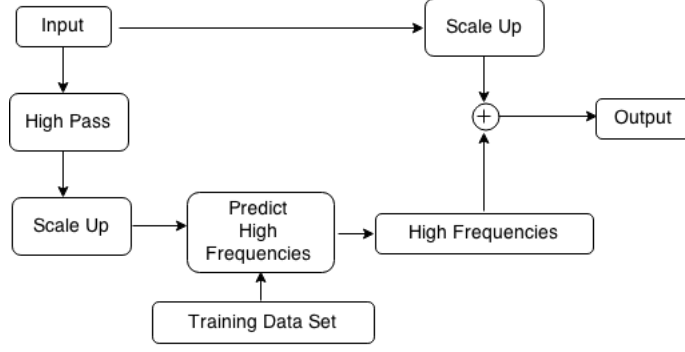 Input
Scale Up
High Pass
+
Output
Scale Up
Predict
High
Frequencies
High Frequencies
Training Data Set